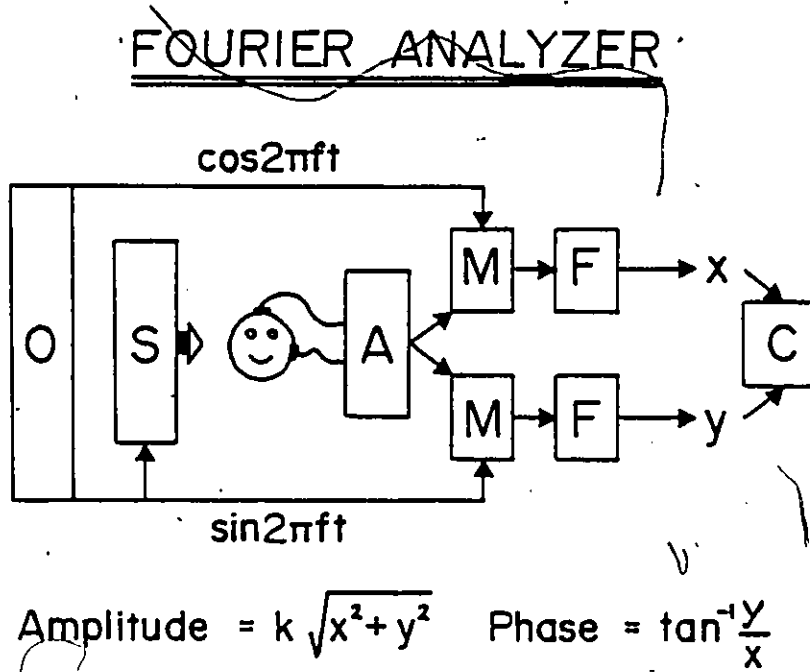 FOURIER ANALYZER
cos2πft
O S A M F x C
M F y
sin2πft
Amplitude = k √x²+y² Phase = tan⁻¹ y/x